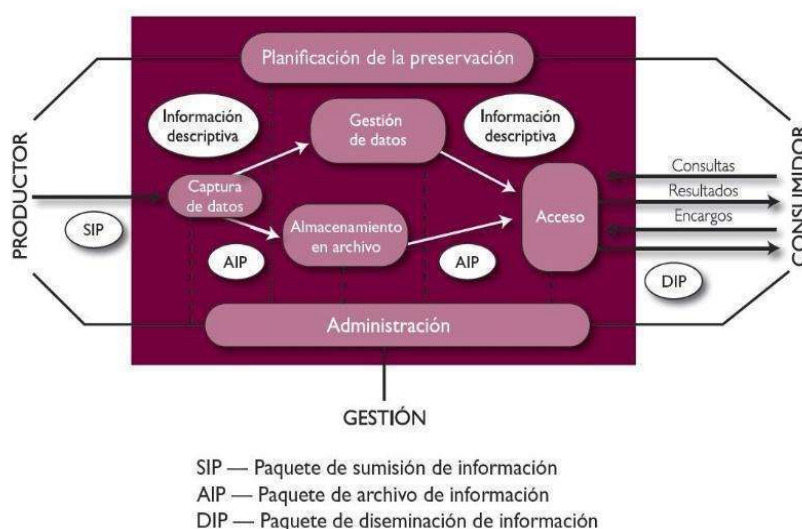 Planificación de la preservación
Información
descriptiva
Gestión
de datos
Información
descriptiva
PRODUCTOR
Captura
de datos
SIP
Almacenamiento
en archivo
AIP
AIP
Acceso
Consultas
Resultados
Encargos
DIP
CONSUMIDOR
Administración
GESTIÓN
SIP — Paquete de sumisión de información
AIP — Paquete de archivo de información
DIP — Paquete de diseminación de información